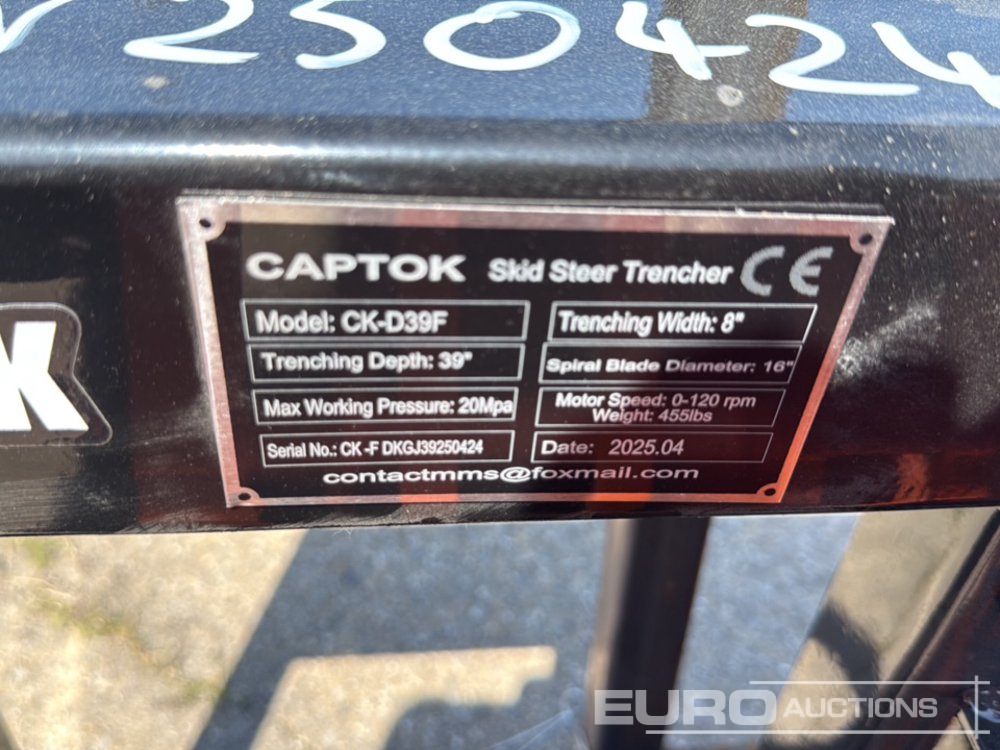 250424
CAPTOK Skid Steer Trencher CE
Model: CK-D39F
Trenching Width: 8"
Trenching Depth: 39"
Spiral Blade Diameter: 16"
Max Working Pressure: 20Mpa
Motor Speed: 0-120 rpm
Weight: 455lbs
Serial No.: CK -F DKGJ39250424
Date: 2025.04
contactmms@foxmail.com
K
EURO AUCTIONS